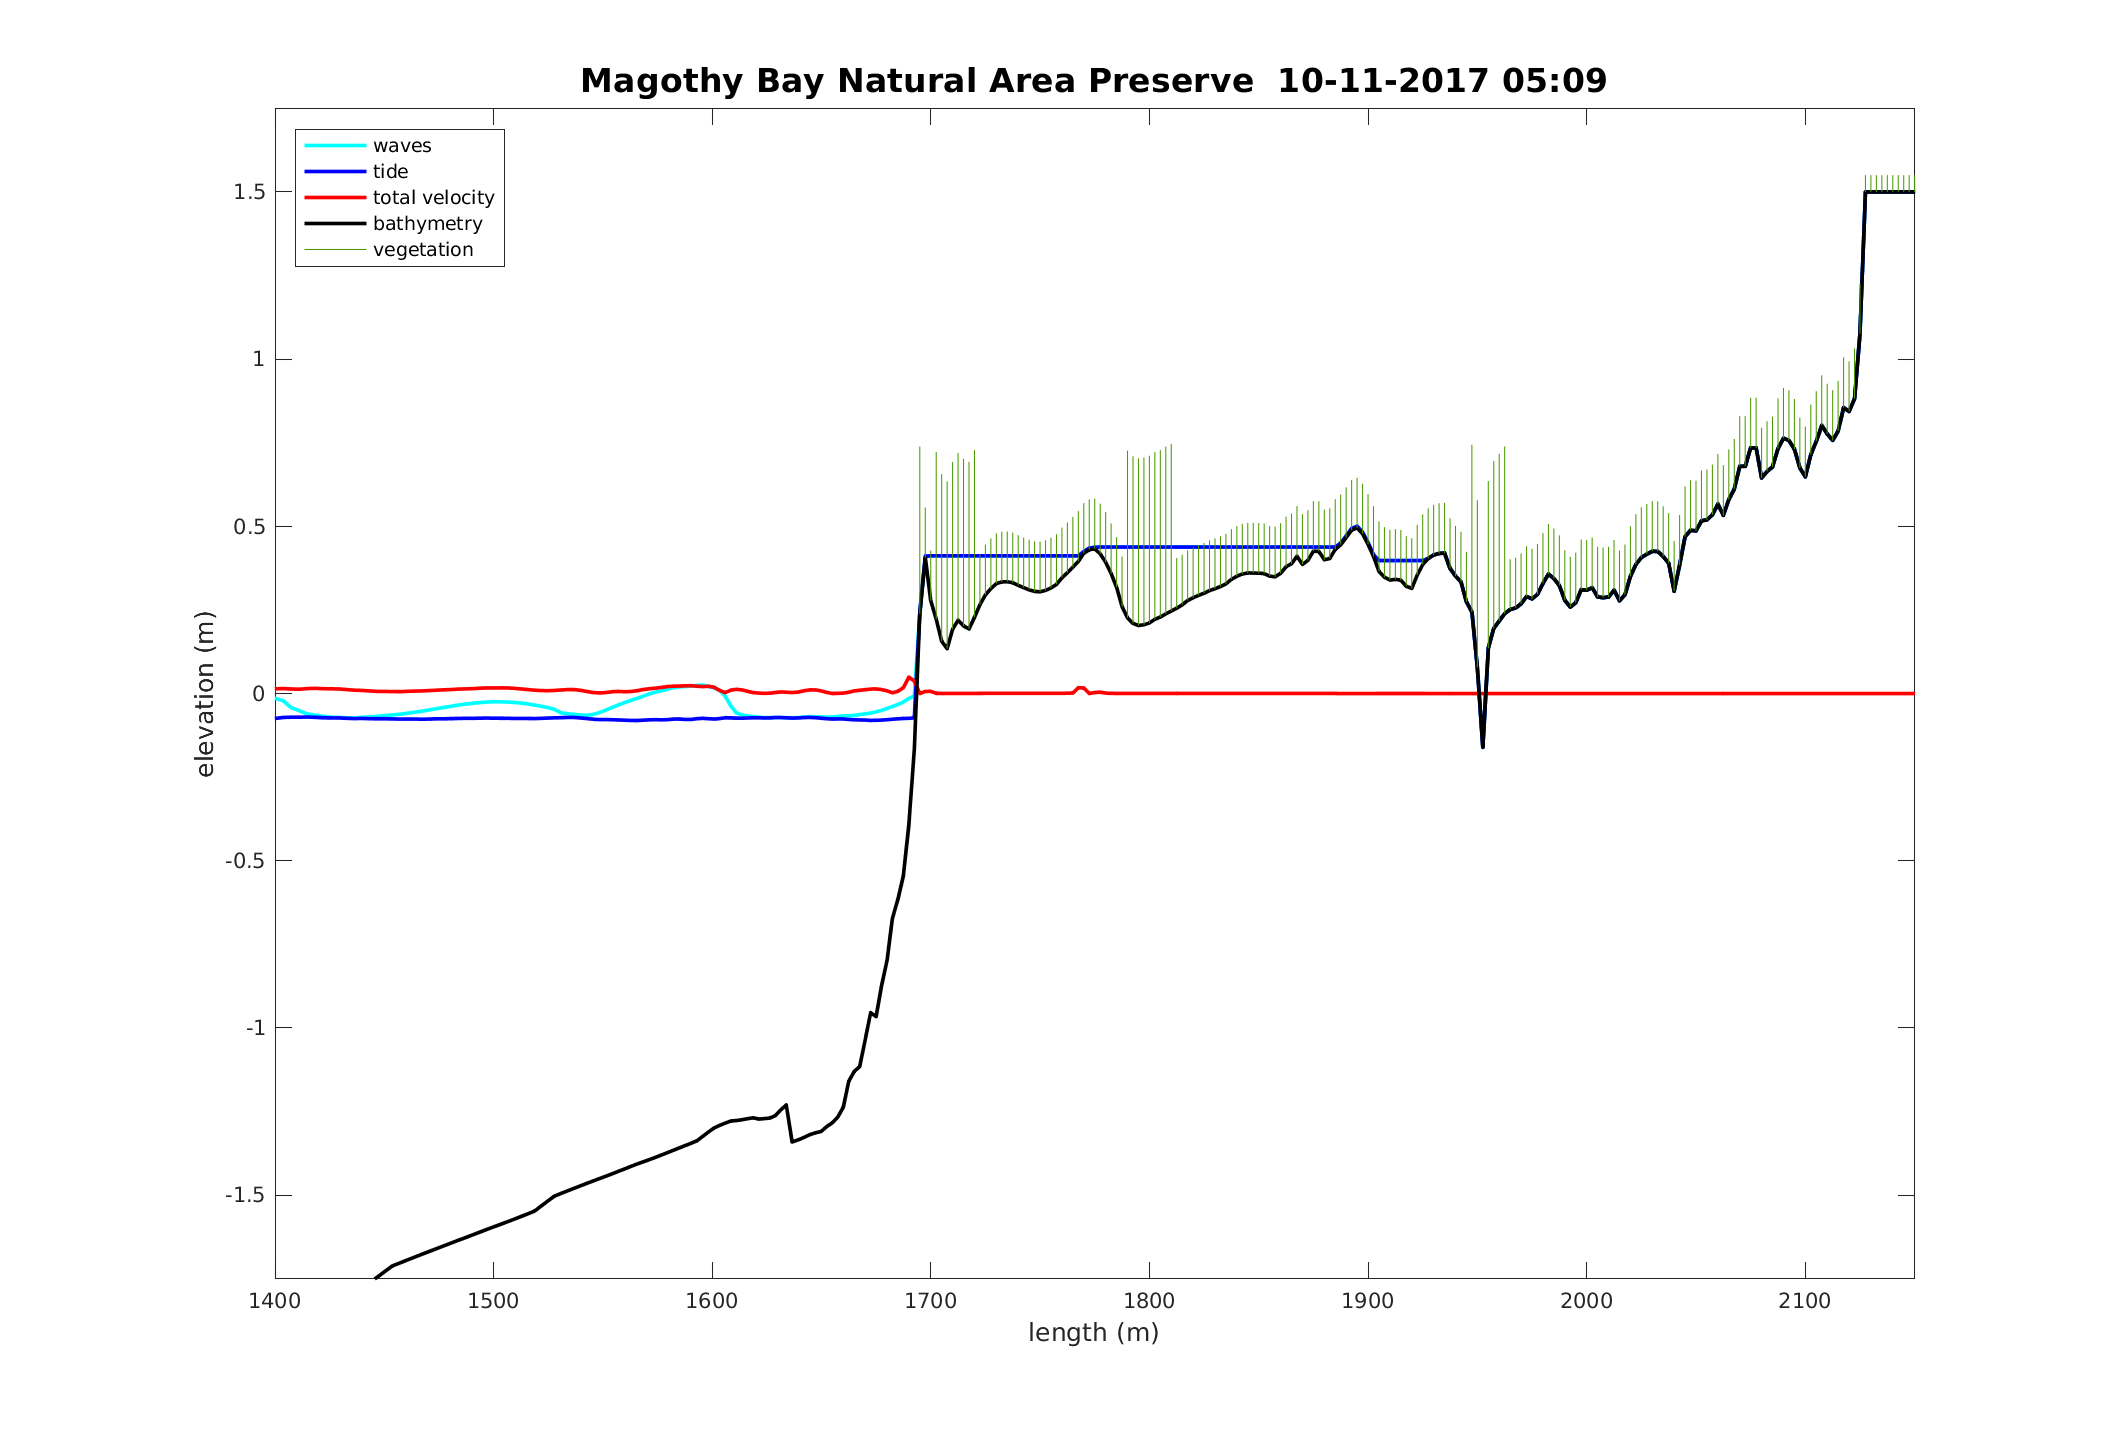 Magothy Bay Natural Area Preserve  10-11-2017 05:09
waves
tide
total velocity
bathymetry
vegetation
1.5
1
0.5
0
-0.5
-1
-1.5
elevation (m)
1400 1500 1600 1700 1800 1900 2000 2100
length (m)